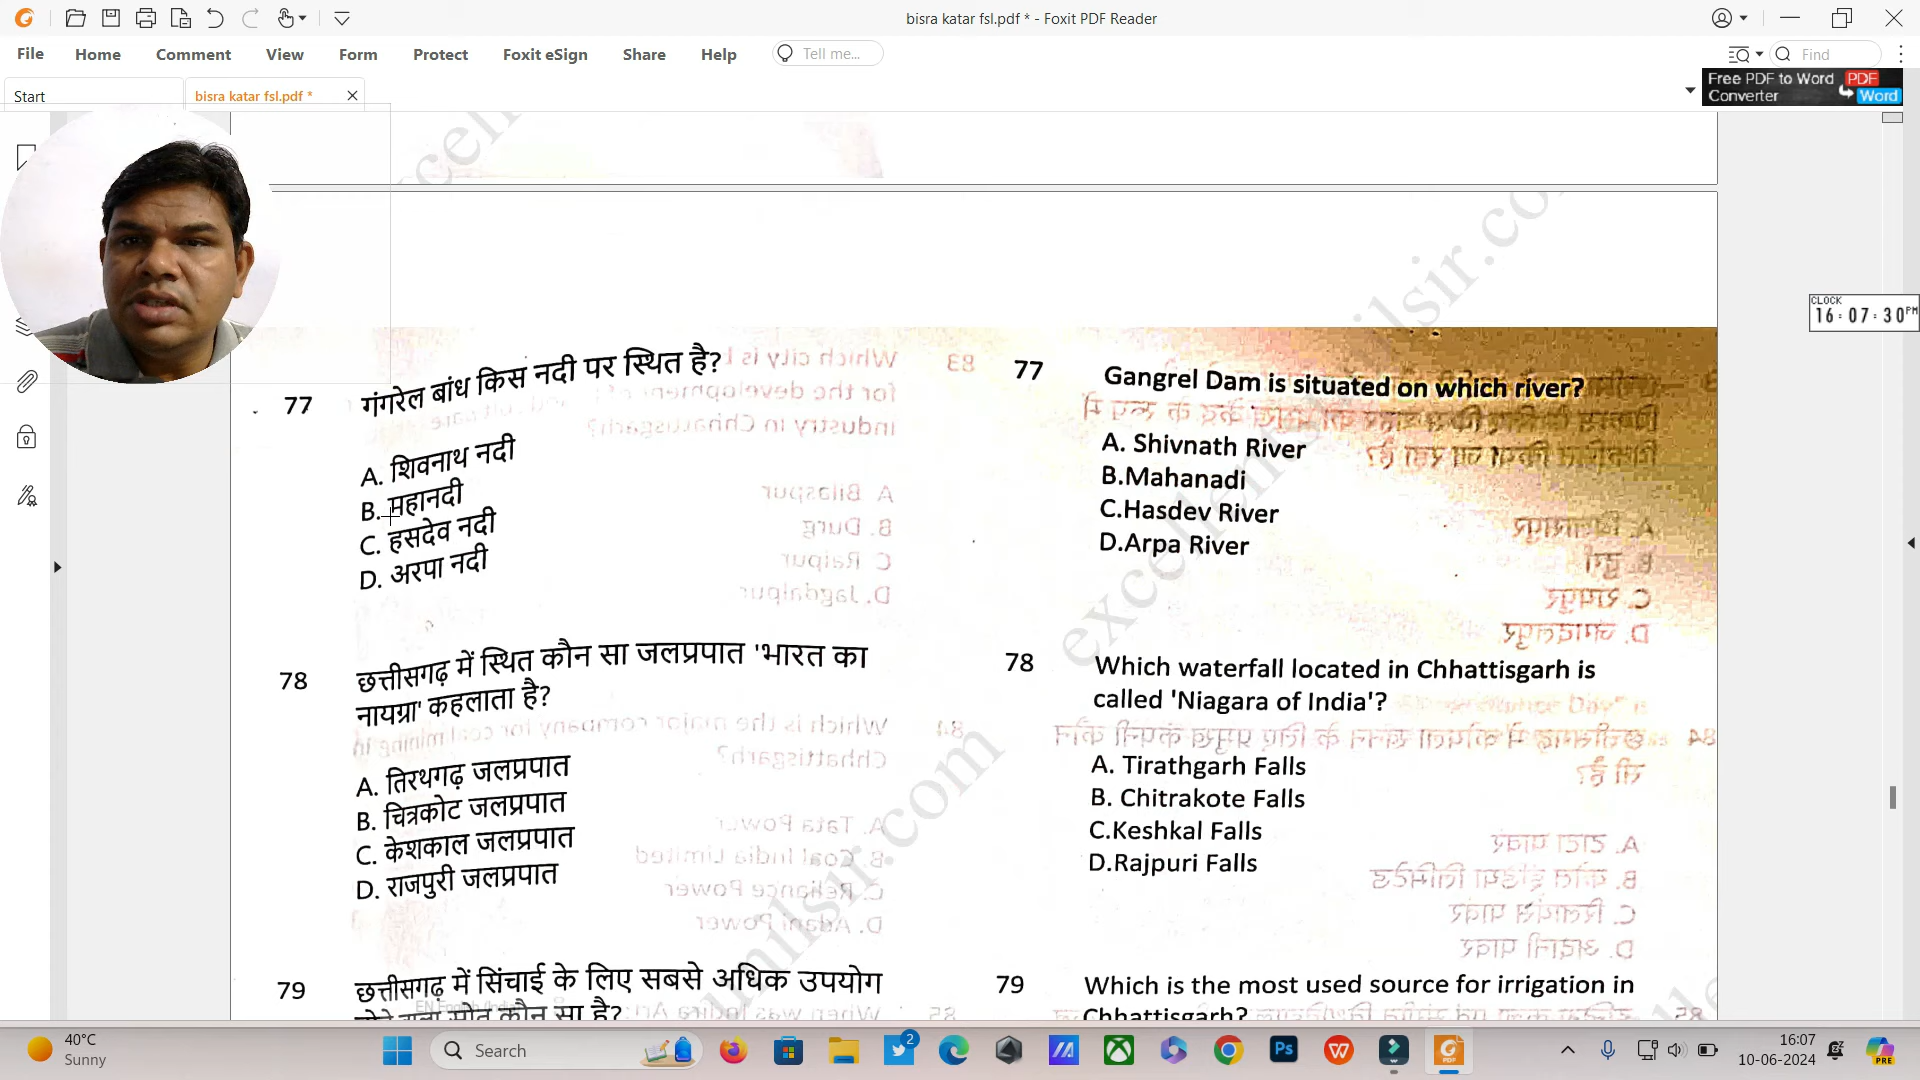 bisra katar fsl.pdf * - Foxit PDF Reader
File Home Comment View Form Protect Foxit eSign Share Help Tell me... Find
Start bisra katar fsl.pdf *
Free PDF to Word Converter PDF Word
CLOCK
16:07:30 PM
77 गंगरेल बांध किस नदी पर स्थित है?
A. शिवनाथ नदी
B. महानदी
C. हसदेव नदी
D. अरपा नदी
78 छत्तीसगढ़ में स्थित कौन सा जलप्रपात 'भारत का
नायग्रा' कहलाता है?
A. तिरथगढ़ जलप्रपात
B. चित्रकोट जलप्रपात
C. केशकाल जलप्रपात
D. राजपुरी जलप्रपात
79 छत्तीसगढ़ में सिंचाई के लिए सबसे अधिक उपयोग
स्रोत कौन सा है?
77 Gangrel Dam is situated on which river?
A. Shivnath River
B.Mahanadi
C.Hasdev River
D.Arpa River
78 Which waterfall located in Chhattisgarh is
called 'Niagara of India'?
A. Tirathgarh Falls
B. Chitrakote Falls
C.Keshkal Falls
D.Rajpuri Falls
79 Which is the most used source for irrigation in
Chhattisgarh?
40°C
Sunny
Search
2
16:07
10-06-2024